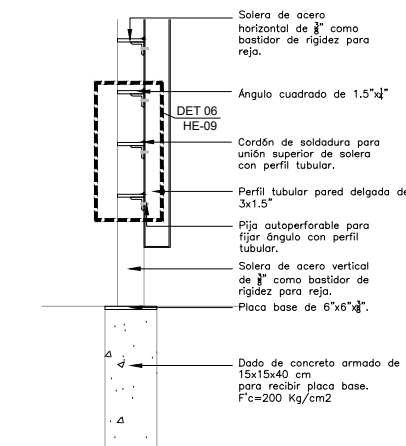 Solera de acero
horizontal de ⅜" como
bastidor de rigidez para
reja.
Ángulo cuadrado de 1.5"x¼"
DET 06
HE-09
Cordón de soldadura para
unión superior de solera
con perfil tubular.
Perfil tubular pared delgada de
3x1.5"
Pija autoperforable para
fijar ángulo con perfil
tubular.
Solera de acero vertical
de ⅜" como bastidor de
rigidez para reja.
Placa base de 6"x6"x⅜".
Dado de concreto armado de
15x15x40 cm
para recibir placa base.
F'c=200 Kg/cm2